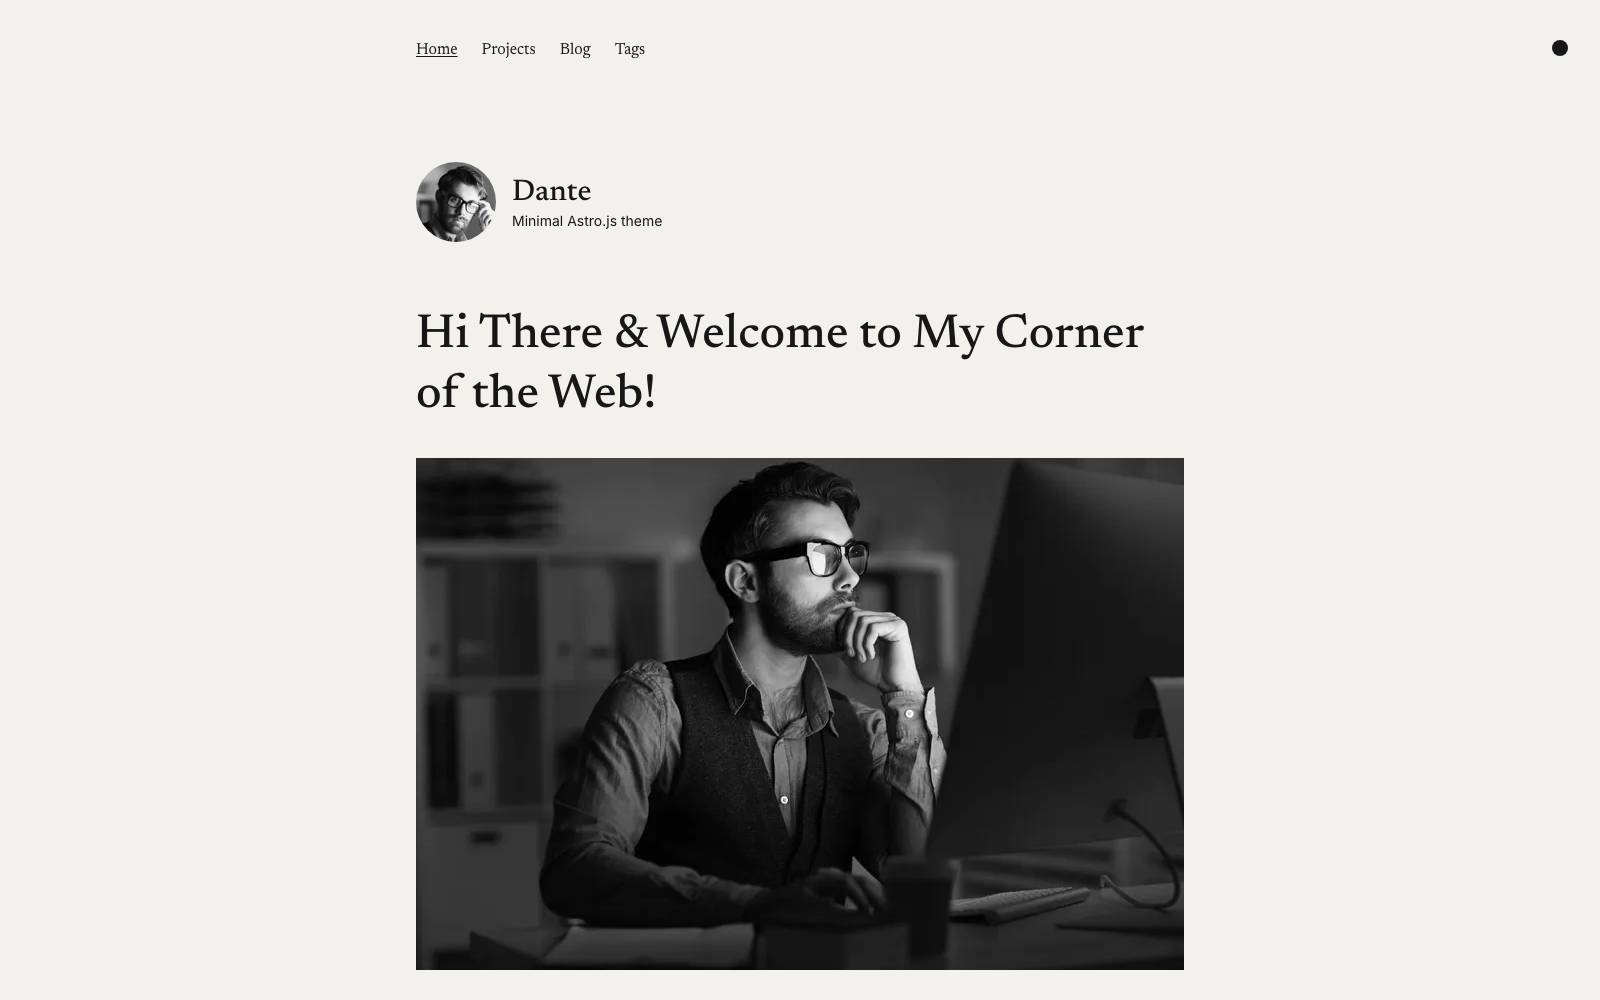 Home Projects Blog Tags
Dante
Minimal Astro.js theme
Hi There & Welcome to My Corner
of the Web!